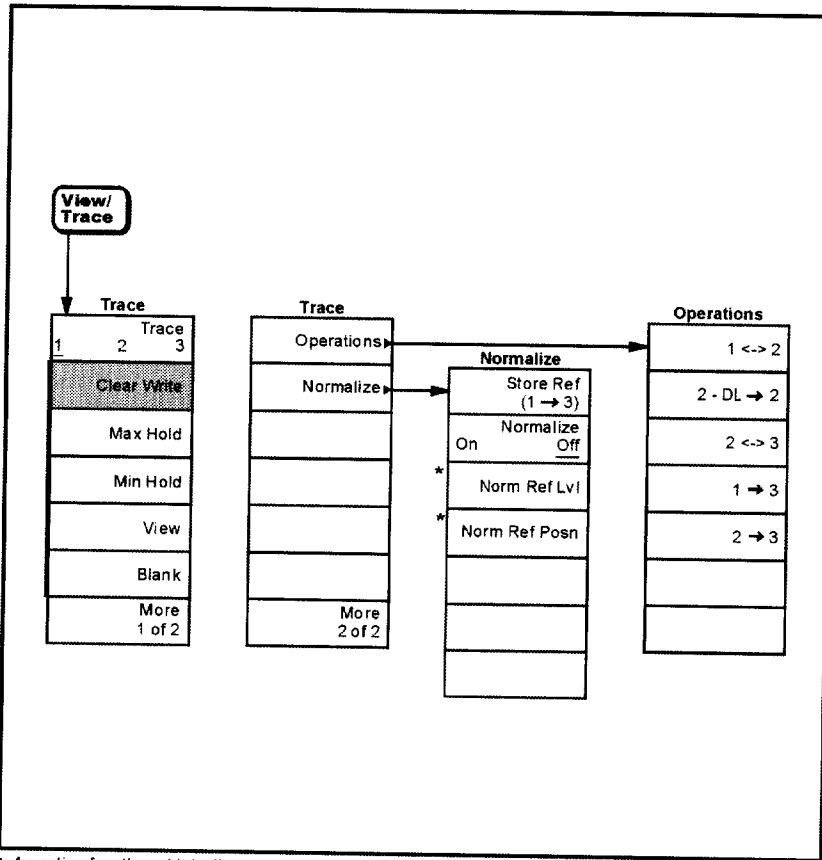 View/
Trace
Trace
Trace
1 2 3
Clear Write
Max Hold
Min Hold
View
Blank
More
1 of 2
Trace
Operations
Normalize
More
2 of 2
Normalize
Store Ref
(1 → 3)
Normalize
On Off
* Norm Ref Lvl
* Norm Ref Posn
Operations
1 <-> 2
2 - DL → 2
2 <-> 3
1 → 3
2 → 3